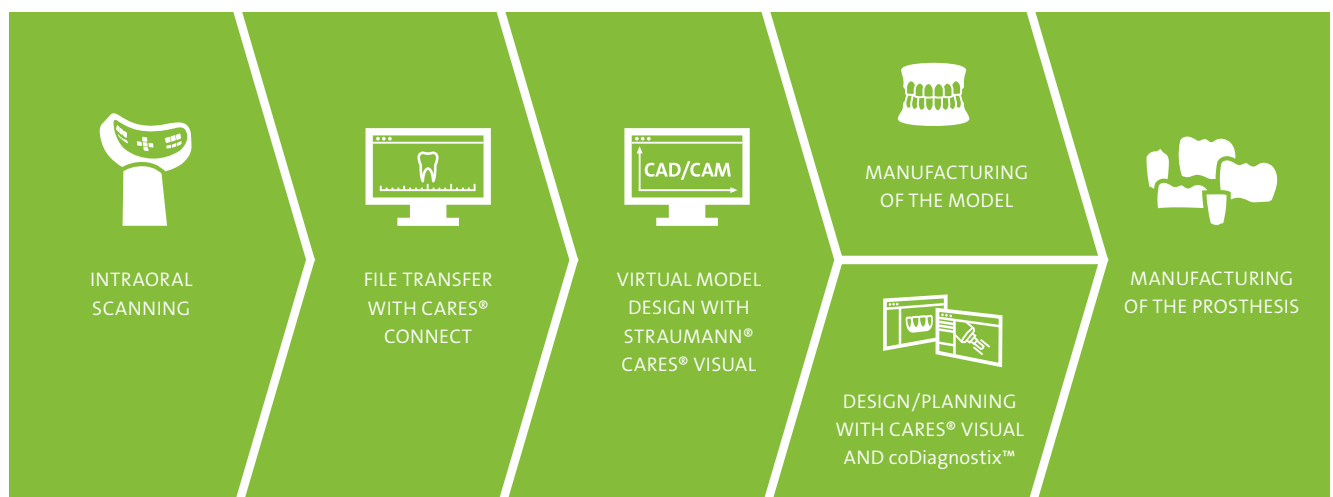 INTRAORAL
SCANNING
FILE TRANSFER
WITH CARES®
CONNECT
CAD/CAM
VIRTUAL MODEL
DESIGN WITH
STRAUMANN®
CARES® VISUAL
MANUFACTURING
OF THE MODEL
DESIGN/PLANNING
WITH CARES® VISUAL
AND coDiagnostix™
MANUFACTURING
OF THE PROSTHESIS